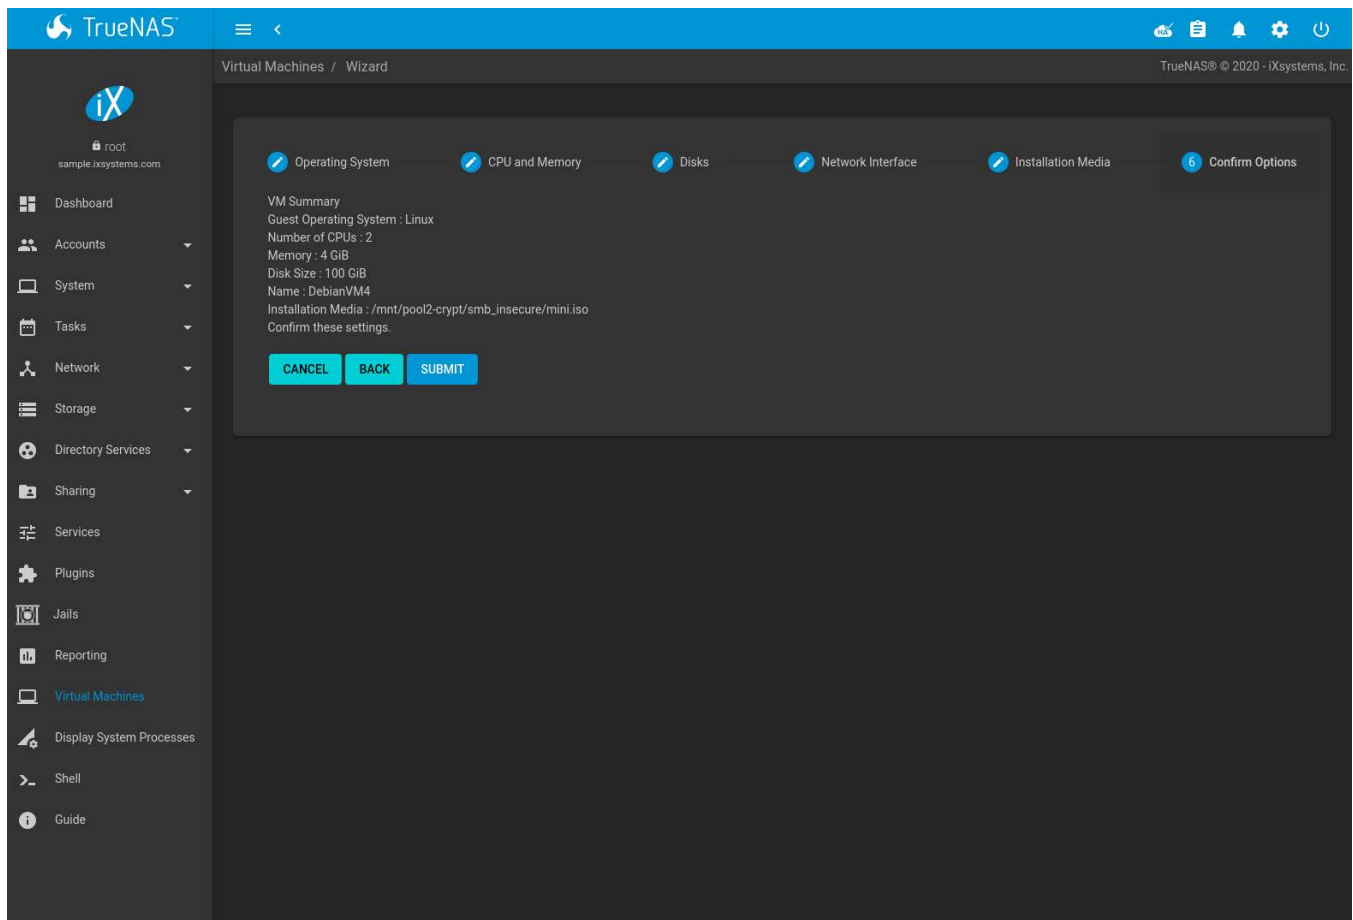 TrueNAS™
Virtual Machines / Wizard
TrueNAS® © 2020 - iXsystems, Inc.
iX
root
sample.ixsystems.com
Dashboard
Accounts
System
Tasks
Network
Storage
Directory Services
Sharing
Services
Plugins
Jails
Reporting
Virtual Machines
Display System Processes
Shell
Guide
HA
Operating System
CPU and Memory
Disks
Network Interface
Installation Media
6 Confirm Options
VM Summary
Guest Operating System : Linux
Number of CPUs : 2
Memory : 4 GiB
Disk Size : 100 GiB
Name : DebianVM4
Installation Media : /mnt/pool2-crypt/smb_insecure/mini.iso
Confirm these settings.
CANCEL BACK SUBMIT